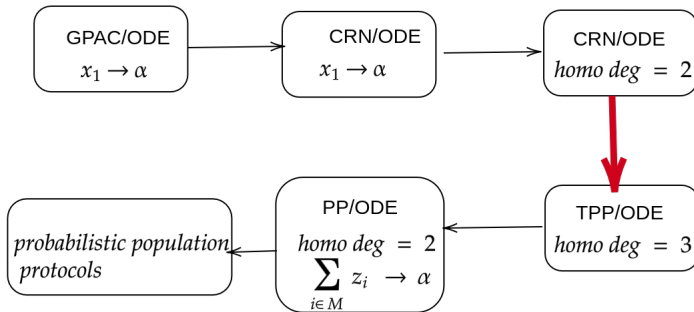 GPAC/ODE
x₁ → α
CRN/ODE
x₁ → α
CRN/ODE
homo deg = 2
TPP/ODE
homo deg = 3
PP/ODE
homo deg = 2
∑ zᵢ → α
i∈M
probabilistic population
protocols